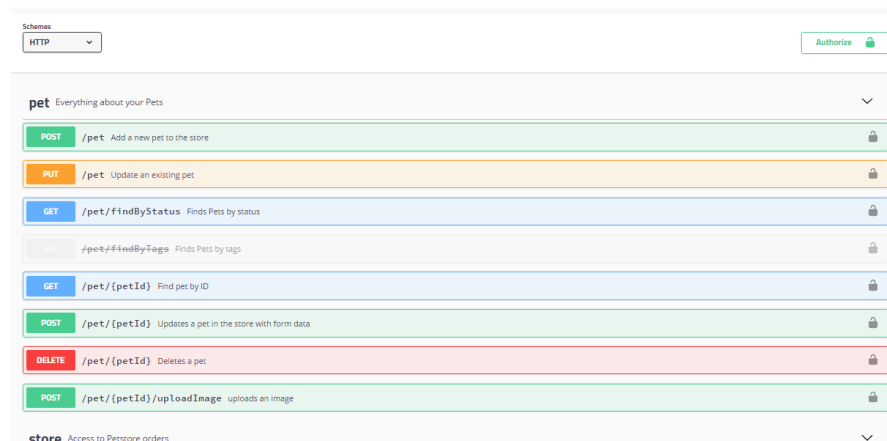 Schemes
HTTP
Authorize
pet Everything about your Pets
POST /pet Add a new pet to the store
PUT /pet Update an existing pet
GET /pet/findByStatus Finds Pets by status
GET /pet/findByTags Finds Pets by tags
GET /pet/{petId} Find pet by ID
POST /pet/{petId} Updates a pet in the store with form data
DELETE /pet/{petId} Deletes a pet
POST /pet/{petId}/uploadImage uploads an image
store Access to Petstore orders